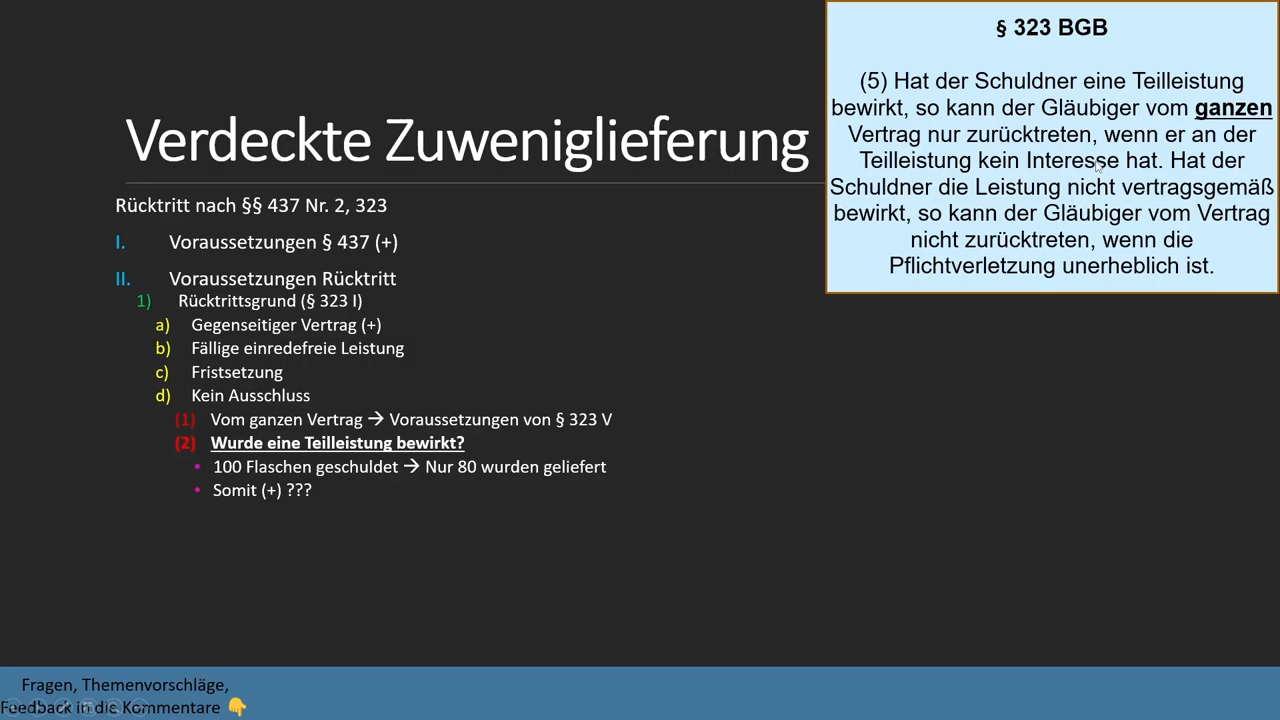 § 323 BGB
(5) Hat der Schuldner eine Teilleistung
bewirkt, so kann der Gläubiger vom ganzen
Vertrag nur zurücktreten, wenn er an der
Teilleistung kein Interesse hat. Hat der
Schuldner die Leistung nicht vertragsgemäß
bewirkt, so kann der Gläubiger vom Vertrag
nicht zurücktreten, wenn die
Pflichtverletzung unerheblich ist.
Verdeckte Zuweniglieferung
Rücktritt nach §§ 437 Nr. 2, 323
I. Voraussetzungen § 437 (+)
II. Voraussetzungen Rücktritt
1) Rücktrittsgrund (§ 323 I)
a) Gegenseitiger Vertrag (+)
b) Fällige einredefreie Leistung
c) Fristsetzung
d) Kein Ausschluss
(1) Vom ganzen Vertrag → Voraussetzungen von § 323 V
(2) Wurde eine Teilleistung bewirkt?
• 100 Flaschen geschuldet → Nur 80 wurden geliefert
• Somit (+) ???
Fragen, Themenvorschläge,
Feedback in die Kommentare 👇